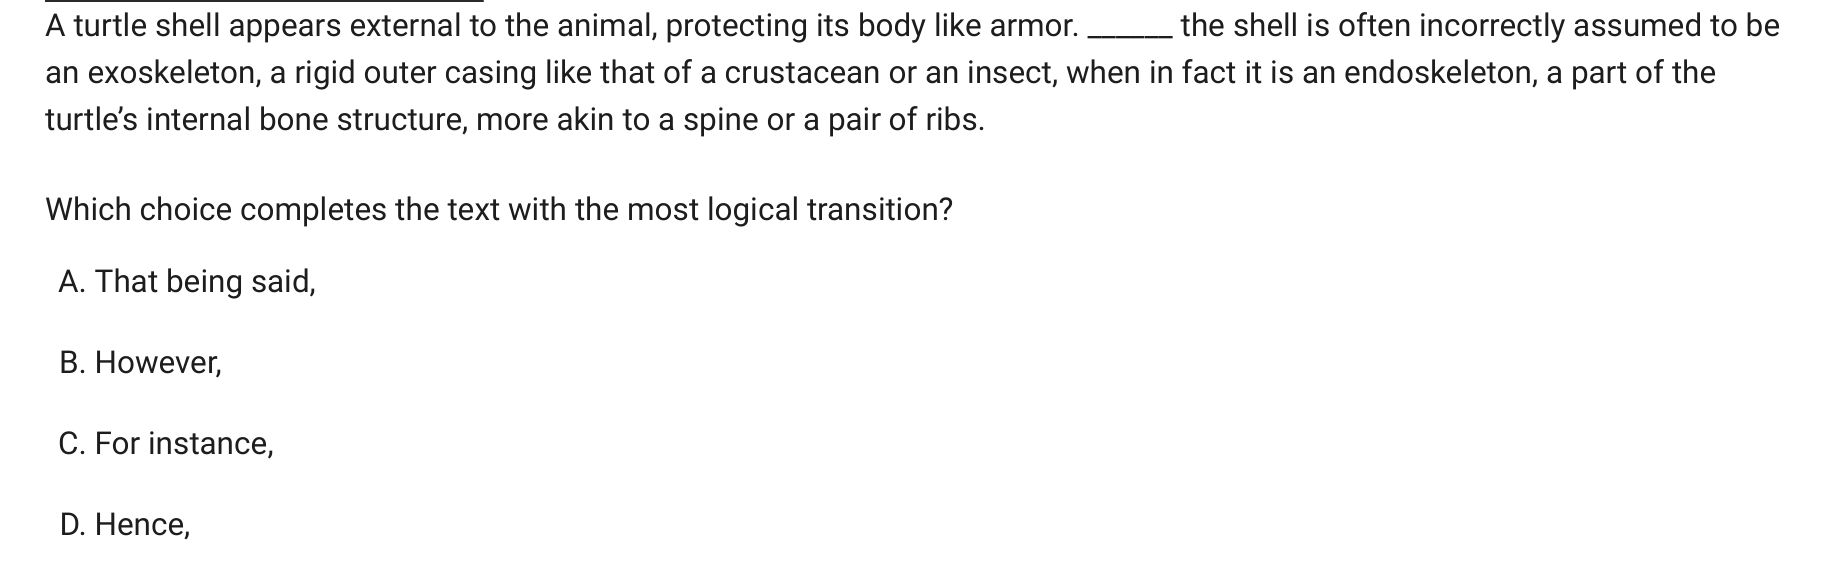 A turtle shell appears external to the animal, protecting its body like armor. ______ the shell is often incorrectly assumed to be
an exoskeleton, a rigid outer casing like that of a crustacean or an insect, when in fact it is an endoskeleton, a part of the
turtle’s internal bone structure, more akin to a spine or a pair of ribs.
Which choice completes the text with the most logical transition?
A. That being said,
B. However,
C. For instance,
D. Hence,